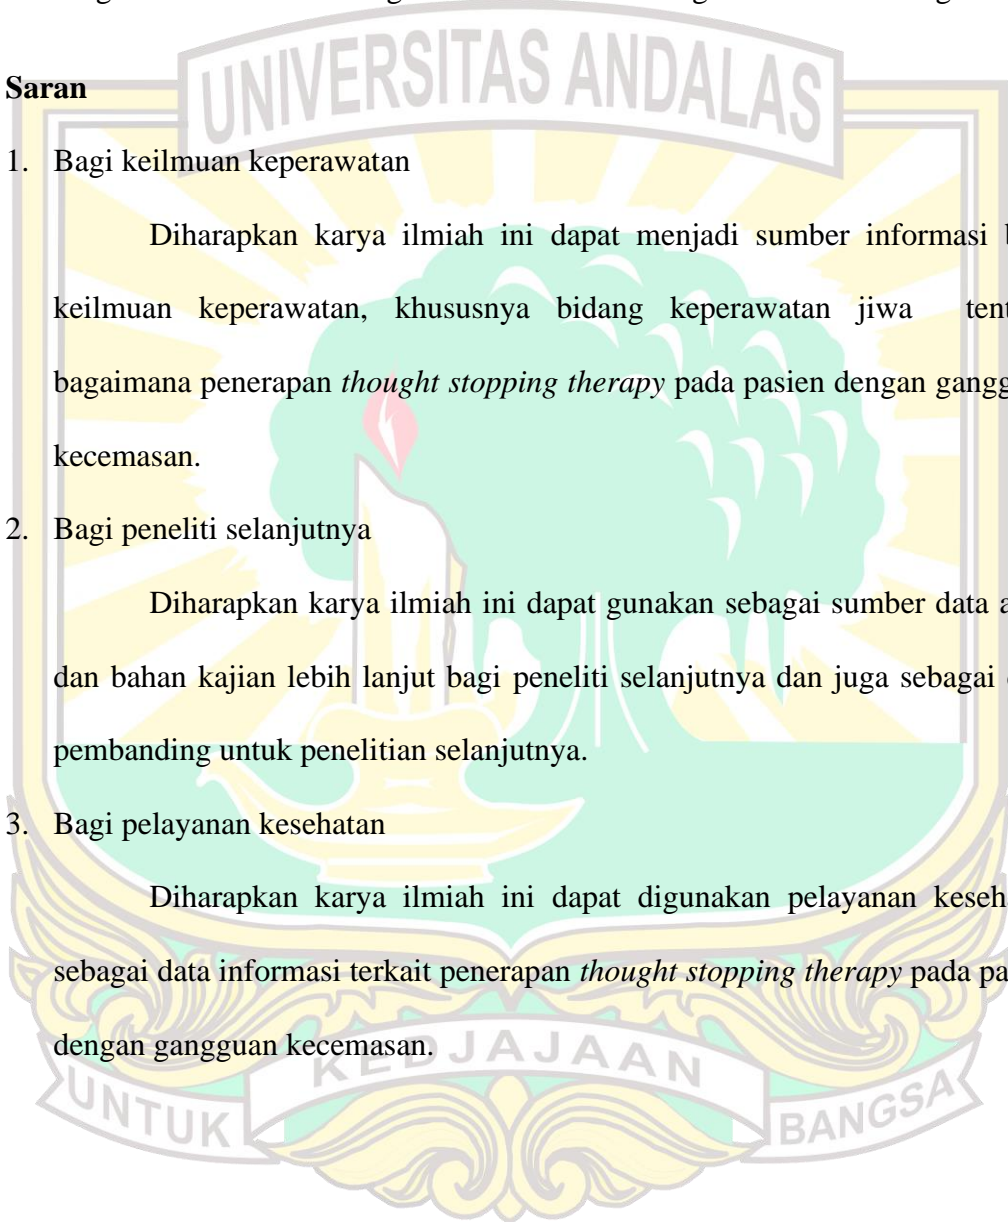 UNIVERSITAS ANDALAS
Saran
1. Bagi keilmuan keperawatan
Diharapkan karya ilmiah ini dapat menjadi sumber informasi
keilmuan keperawatan, khususnya bidang keperawatan jiwa
bagaimana penerapan thought stopping therapy pada pasien dengan
kecemasan.
2. Bagi peneliti selanjutnya
Diharapkan karya ilmiah ini dapat gunakan sebagai sumber data
dan bahan kajian lebih lanjut bagi peneliti selanjutnya dan juga sebagai
pembanding untuk penelitian selanjutnya.
3. Bagi pelayanan kesehatan
Diharapkan karya ilmiah ini dapat digunakan pelayanan
sebagai data informasi terkait penerapan thought stopping therapy pada
dengan gangguan kecemasan.
UNTUK KEDJAJAAN BANGSA